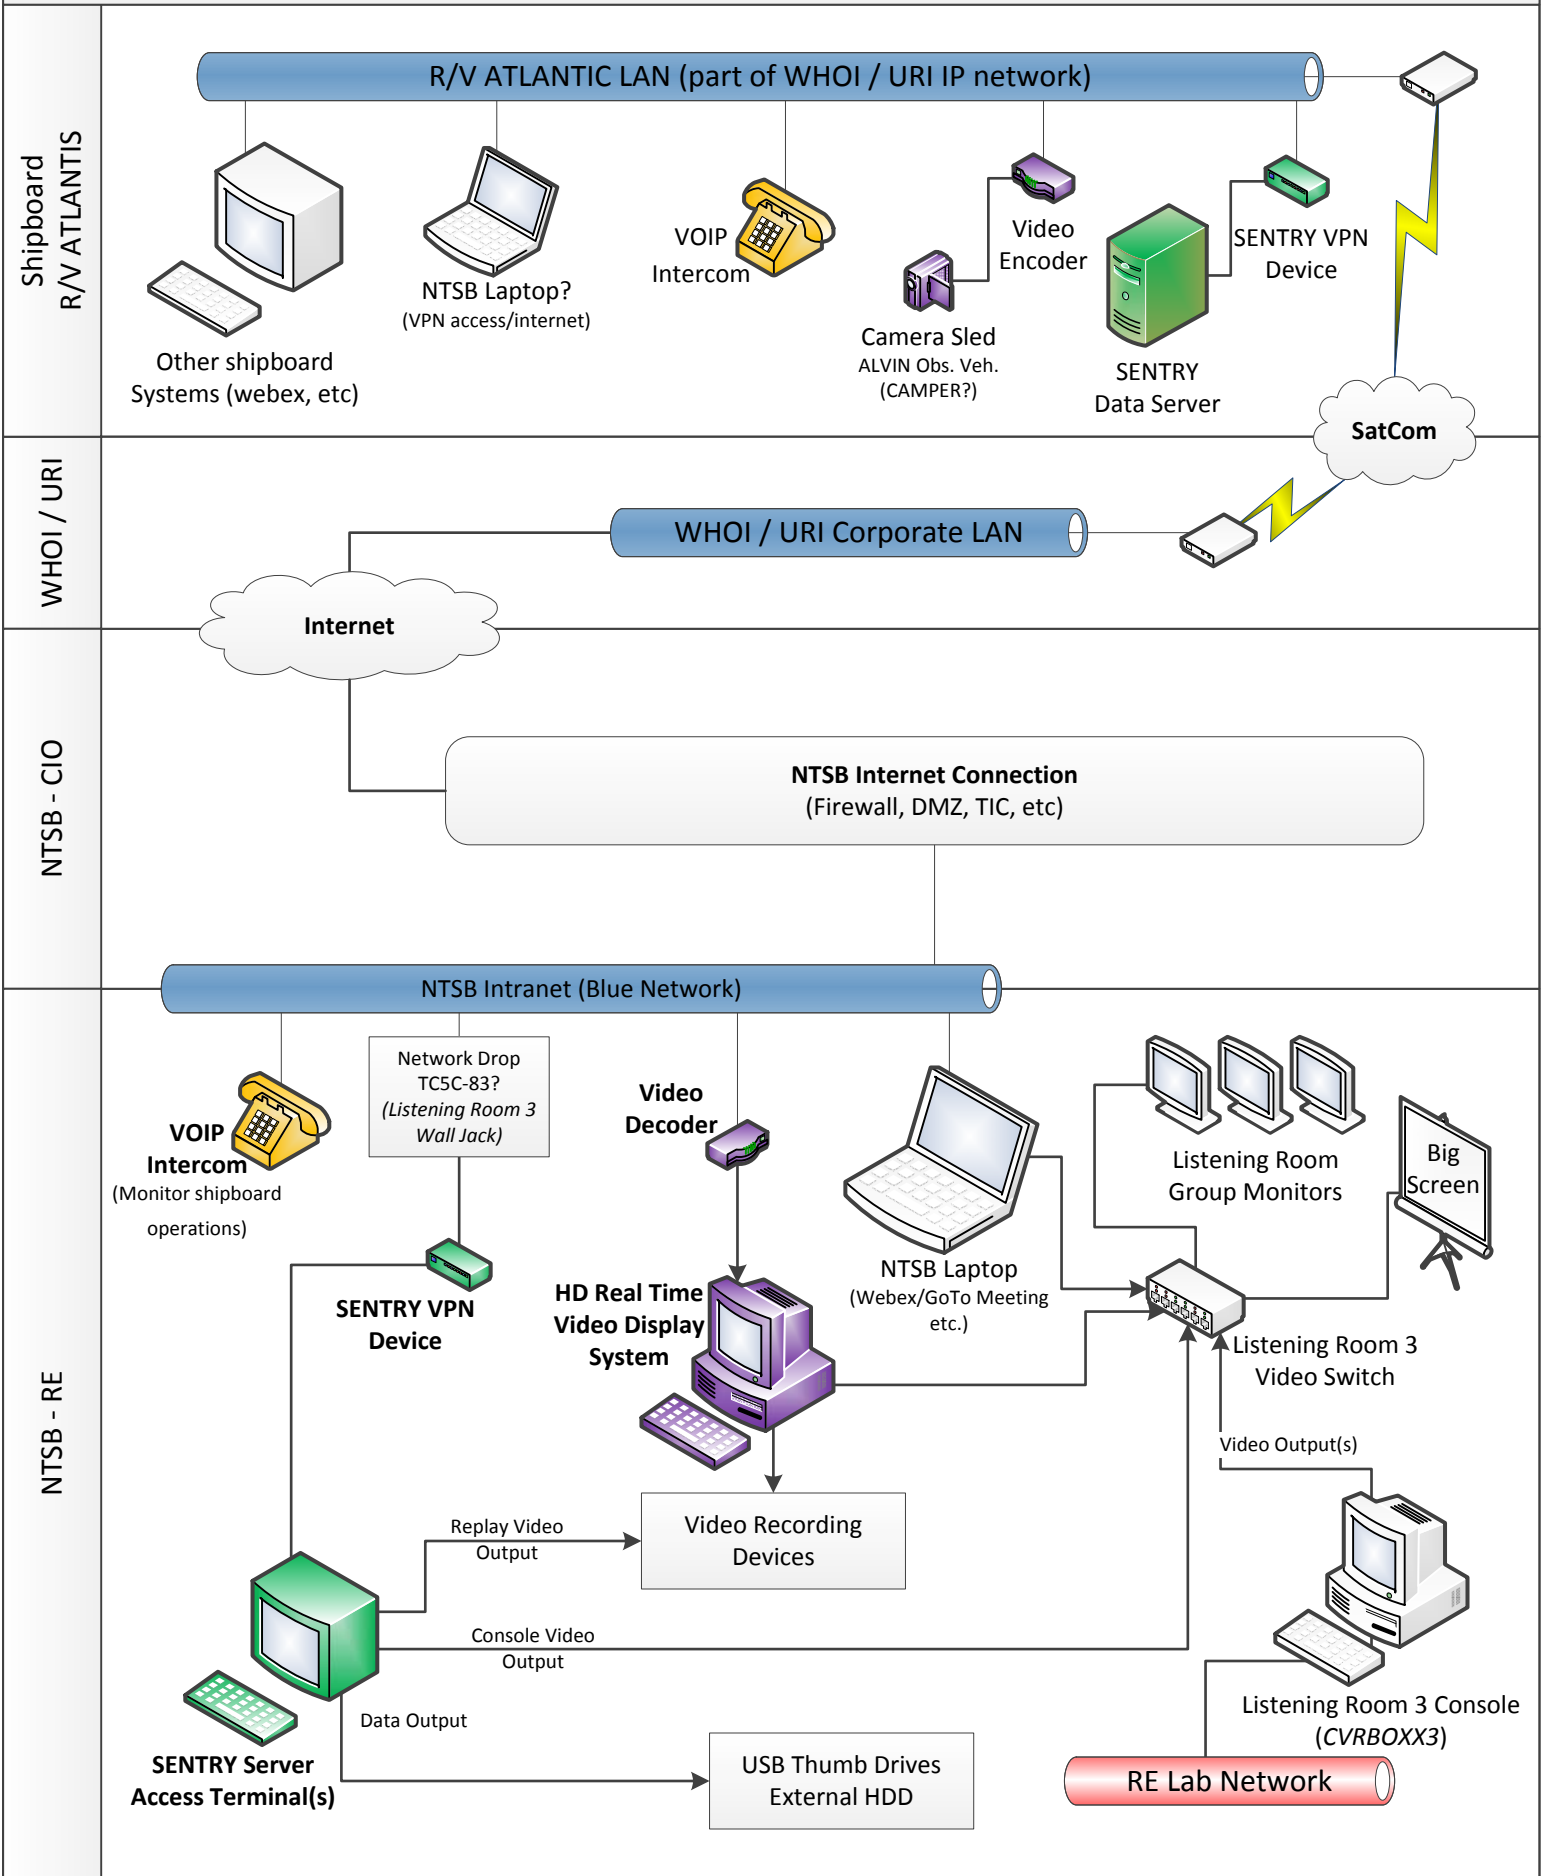 Shipboard
R/V ATLANTIS
R/V ATLANTIC LAN (part of WHOI / URI IP network)
Other shipboard
Systems (webex, etc)
NTSB Laptop?
(VPN access/internet)
VOIP
Intercom
Video
Encoder
Camera Sled
ALVIN Obs. Veh.
(CAMPER?)
SENTRY VPN
Device
SENTRY
Data Server
SatCom
WHOI / URI
WHOI / URI Corporate LAN
Internet
NTSB - CIO
NTSB Internet Connection
(Firewall, DMZ, TIC, etc)
NTSB Intranet (Blue Network)
NTSB - RE
VOIP
Intercom
(Monitor shipboard
operations)
Network Drop
TC5C-83?
(Listening Room 3
Wall Jack)
SENTRY VPN
Device
Video
Decoder
HD Real Time
Video Display
System
NTSB Laptop
(Webex/GoTo Meeting
etc.)
Listening Room
Group Monitors
Big
Screen
Listening Room 3
Video Switch
Video Output(s)
Replay Video
Output
Video Recording
Devices
Console Video
Output
Data Output
SENTRY Server
Access Terminal(s)
USB Thumb Drives
External HDD
Listening Room 3 Console
(CVRBOXX3)
RE Lab Network